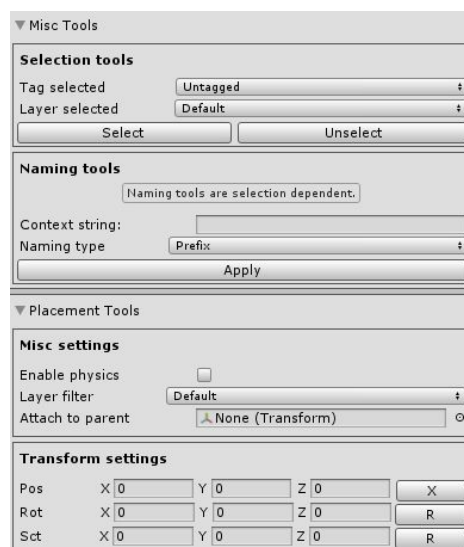 Misc Tools
Selection tools
Tag selected Untagged
Layer selected Default
Select Unselect
Naming tools
Naming tools are selection dependent.
Context string:
Naming type Prefix
Apply
Placement Tools
Misc settings
Enable physics
Layer filter Default
Attach to parent None (Transform)
Transform settings
Pos X 0 Y 0 Z 0 X
Rot X 0 Y 0 Z 0 R
Sct X 0 Y 0 Z 0 R